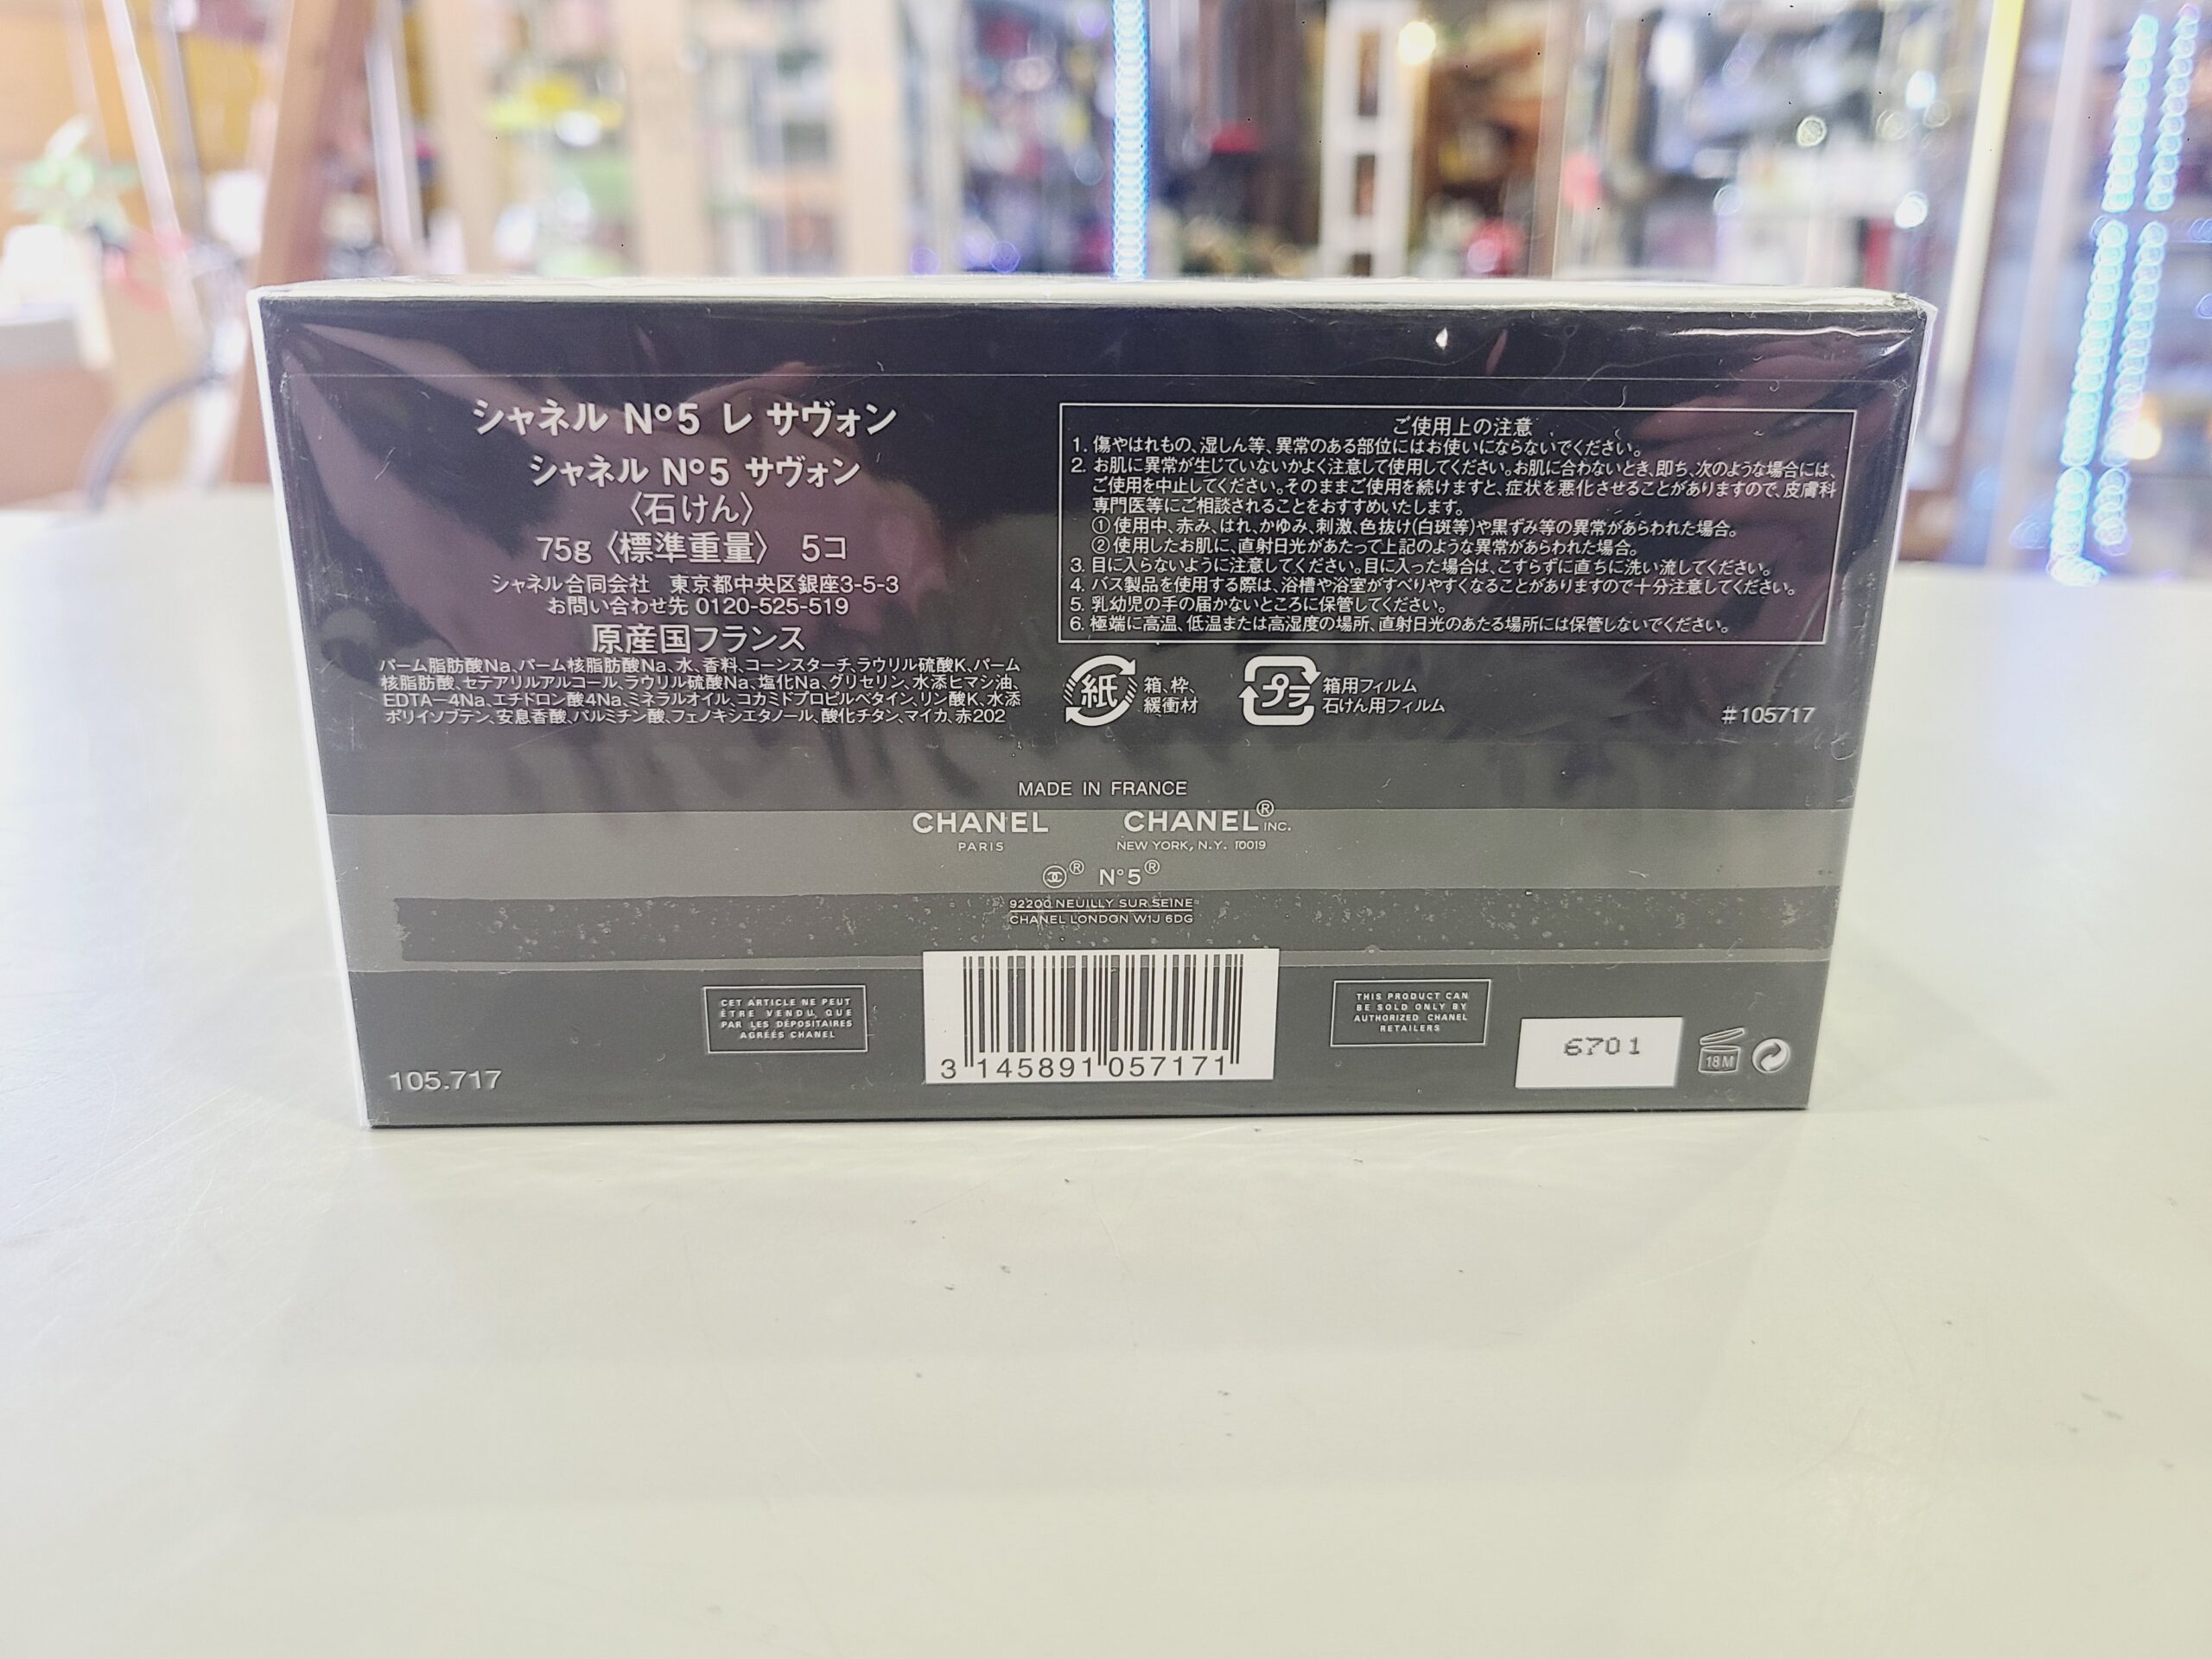 シャネル N°5 レ サヴォン
シャネル N°5 サヴォン
〈石けん〉
75g〈標準重量〉 5コ
シャネル合同会社 東京都中央区銀座3-5-3
お問い合わせ先 0120-525-519
原産国フランス
パーム脂肪酸Na、パーム核脂肪酸Na、水、香料、コーンスターチ、ラウリル硫酸K、パーム
核脂肪酸、セテアリルアルコール、ラウリル硫酸Na、塩化Na、グリセリン、水添ヒマシ油、
EDTA-4Na、エチドロン酸4Na、ミネラルオイル、コカミドプロピルベタイン、リン酸K、水添
ポリイソブテン、安息香酸、パルミチン酸、フェノキシエタノール、酸化チタン、マイカ、赤202
ご使用上の注意
1. 傷やはれもの、湿しん等、異常のある部位にはお使いにならないでください。
2. お肌に異常が生じていないかよく注意して使用してください。お肌に合わないとき、即ち、次のような場合には、
ご使用を中止してください。そのままご使用を続けますと、症状を悪化させることがありますので、皮膚科
専門医等にご相談されることをおすすめいたします。
① 使用中、赤み、はれ、かゆみ、刺激、色抜け(白斑等)や黒ずみ等の異常があらわれた場合。
② 使用したお肌に、直射日光があたって上記のような異常があらわれた場合。
3. 目に入らないように注意してください。目に入った場合は、こすらずに直ちに洗い流してください。
4. バス製品を使用する際は、浴槽や浴室がすべりやすくなることがありますので十分注意してください。
5. 乳幼児の手の届かないところに保管してください。
6. 極端に高温、低温または高湿度の場所、直射日光のあたる場所には保管しないでください。
紙 箱、枠、
緩衝材
プラ 箱用フィルム
石けん用フィルム
#105717
MADE IN FRANCE
CHANEL CHANEL® INC.
PARIS NEW YORK, N.Y. 10019
® N°5®
92200 NEUILLY SUR SEINE
CHANEL LONDON W1J 6DG
CET ARTICLE NE PEUT
ÊTRE VENDU QUE
PAR LES DÉPOSITAIRES
AGRÉÉS CHANEL
3 145891 057171
THIS PRODUCT CAN
BE SOLD ONLY BY
AUTHORIZED CHANEL
RETAILERS
6701
18M
105.717